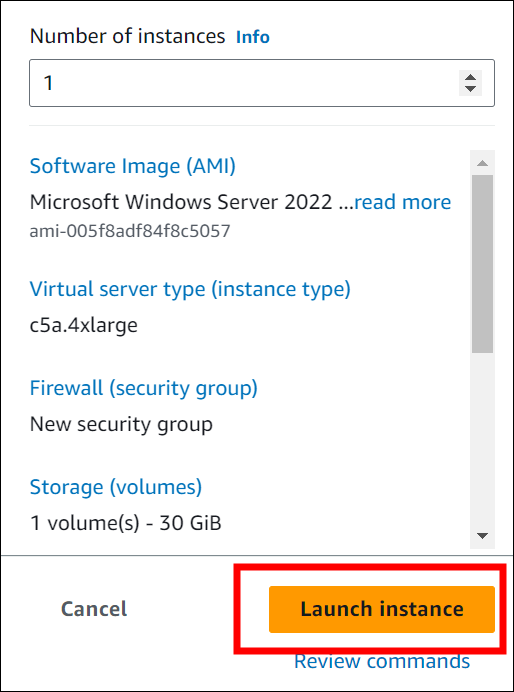 Number of instances Info
1
Software Image (AMI)
Microsoft Windows Server 2022 ...read more
ami-005f8adf84f8c5057
Virtual server type (instance type)
c5a.4xlarge
Firewall (security group)
New security group
Storage (volumes)
1 volume(s) - 30 GiB
Cancel
Launch instance
Review commands